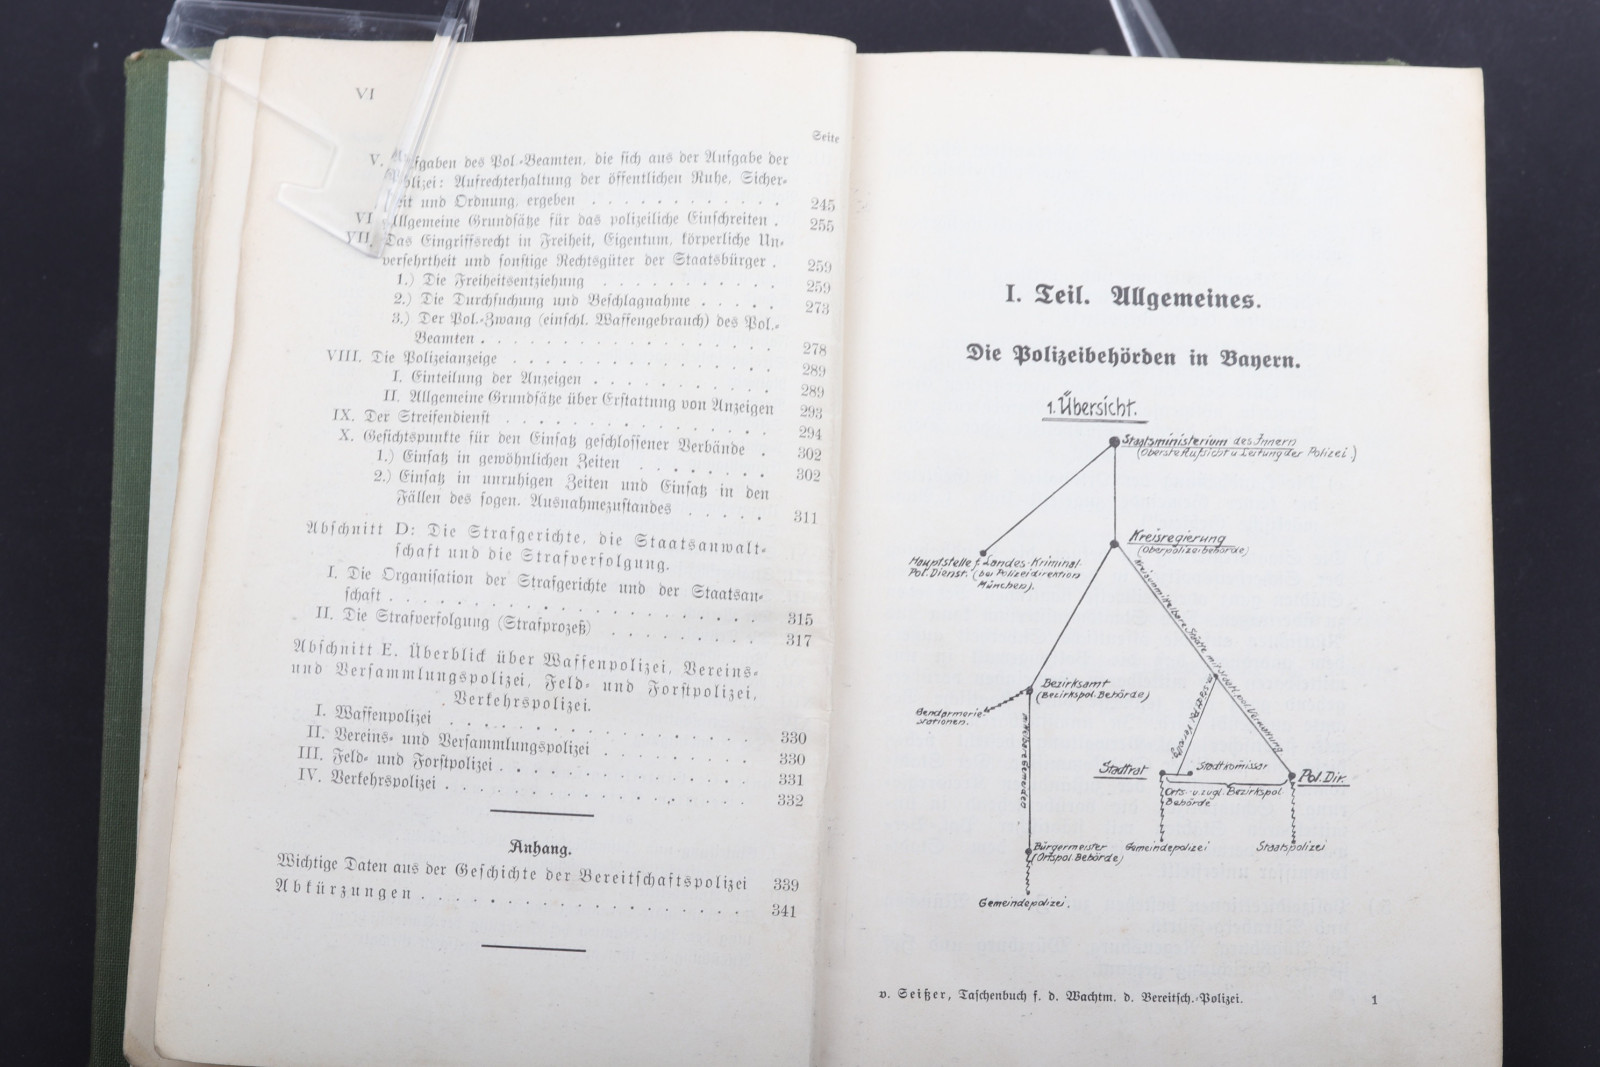 VI
Seite
V. Aufgaben des Pol.-Beamten, die sich aus der Aufgabe der
Polizei: Aufrechterhaltung der öffentlichen Ruhe, Sicher-
heit und Ordnung, ergeben . . . . . . . . . . . . 245
VI. Allgemeine Grundsätze für das polizeiliche Einschreiten . 255
VII. Das Eingriffsrecht in Freiheit, Eigentum, körperliche Un-
versehrtheit und sonstige Rechtsgüter der Staatsbürger . 259
1.) Die Freiheitsentziehung . . . . . . . . . . 259
2.) Die Durchsuchung und Beschlagnahme . . . . . 273
3.) Der Pol.-Zwang (einschl. Waffengebrauch) des Pol.-
Beamten . . . . . . . . . . . . . . . . 278
VIII. Die Polizeianzeige . . . . . . . . . . . . . . 289
I. Einteilung der Anzeigen . . . . . . . . . . 289
II. Allgemeine Grundsätze über Erstattung von Anzeigen 293
IX. Der Streifendienst . . . . . . . . . . . . . . 294
X. Gesichtspunkte für den Einsatz geschlossener Verbände . 302
1.) Einsatz in gewöhnlichen Zeiten . . . . . . . 302
2.) Einsatz in unruhigen Zeiten und Einsatz in den
Fällen des sogen. Ausnahmezustandes . . . . . 311
Abschnitt D: Die Strafgerichte, die Staatsanwalt-
schaft und die Strafverfolgung.
I. Die Organisation der Strafgerichte und der Staatsan-
schaft . . . . . . . . . . . . . . . . . . . 315
II. Die Strafverfolgung (Strafprozeß) . . . . . . . . . 317
Abschnitt E. Überblick über Waffenpolizei, Vereins-
und Versammlungspolizei, Feld- und Forstpolizei,
Verkehrspolizei.
I. Waffenpolizei . . . . . . . . . . . . . . . . 330
II. Vereins- und Versammlungspolizei . . . . . . . . 330
III. Feld- und Forstpolizei . . . . . . . . . . . . . 331
IV. Verkehrspolizei . . . . . . . . . . . . . . . . 332
Anhang.
Wichtige Daten aus der Geschichte der Bereitschaftspolizei 339
Abkürzungen . . . . . . . . . . . . . . . . . 341
I. Teil. Allgemeines.
Die Polizeibehörden in Bayern.
1. Übersicht.
Staatsministerium des Innern
(Oberste Aufsicht u. Leitung der Polizei.)
Kreisregierung
(Oberpolizeibehörde)
Hauptstelle f. Landes-Kriminal-
Pol. Dienst. (bei Polizeidirektion
München).
Kreisunmittelbare Städte mit staatl. pol. Verwaltung
Bezirksamt
(Bezirkspol. Behörde)
Gendarmerie-
stationen.
mittelbare Gemeinden
Stadtrat
Stadtkomissar
Pol. Dir.
Orts- u. zugl. Bezirkspol.
Behörde
Bürgermeister
(Ortspol. Behörde)
Gemeindepolizei
Staatspolizei
Gemeindepolizei.
v. Seißer, Taschenbuch f. d. Wachtm. d. Bereitsch.-Polizei. 1